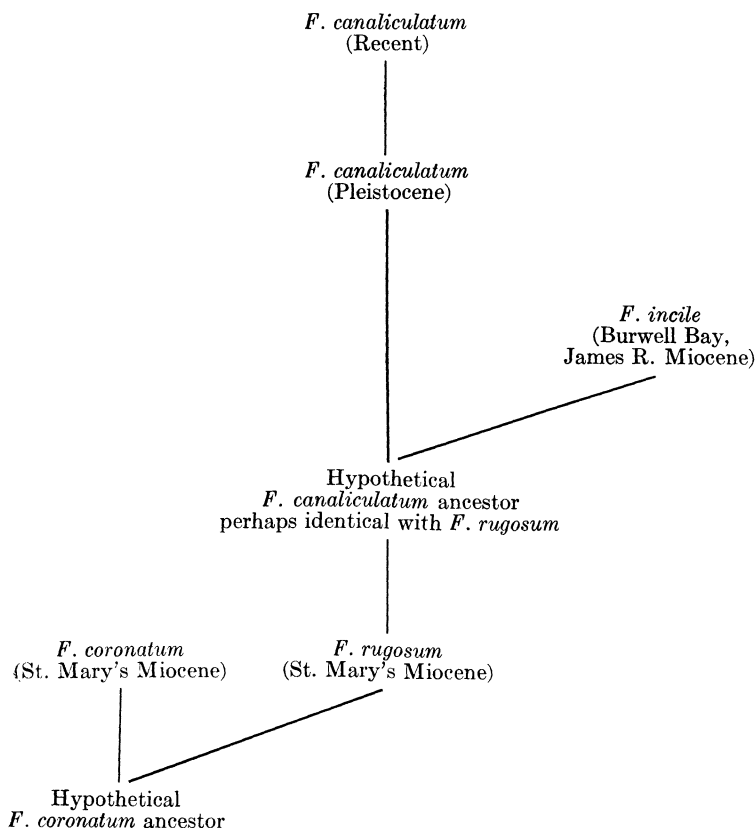 F. canaliculatum
(Recent)
F. canaliculatum
(Pleistocene)
F. incile
(Burwell Bay,
James R. Miocene)
Hypothetical
F. canaliculatum ancestor
perhaps identical with F. rugosum
F. coronatum
(St. Mary's Miocene)
F. rugosum
(St. Mary's Miocene)
Hypothetical
F. coronatum ancestor